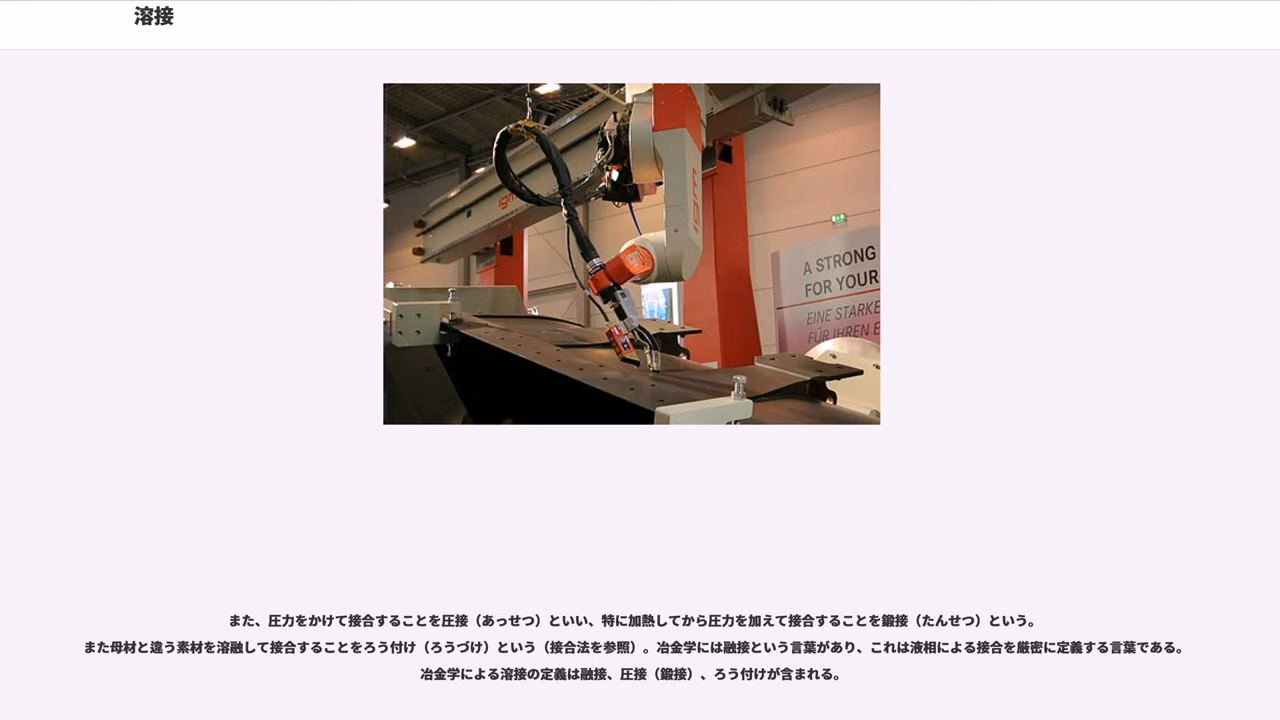 溶接
igm
igm
A STRONG
FOR YOUR
EINE STARKE
FÜR IHREN E
また、圧力をかけて接合することを圧接（あっせつ）といい、特に加熱してから圧力を加えて接合することを鍛接（たんせつ）という。
また母材と違う素材を溶融して接合することをろう付け（ろうづけ）という（接合法を参照）。冶金学には融接という言葉があり、これは液相による接合を厳密に定義する言葉である。
冶金学による溶接の定義は融接、圧接（鍛接）、ろう付けが含まれる。